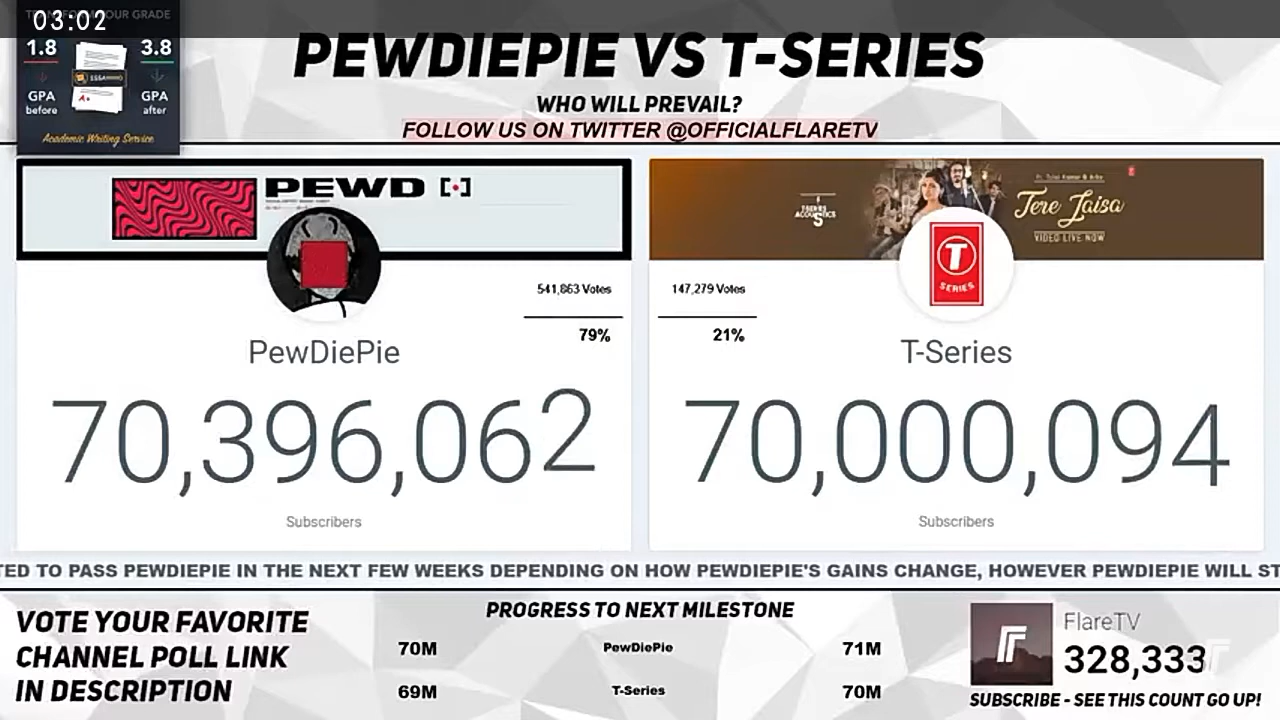 03:02
TRANSFORM YOUR GRADE
1.8
3.8
GPA
before
GPA
after
A+
Academic Writing Service
PEWDIEPIE VS T-SERIES
WHO WILL PREVAIL?
FOLLOW US ON TWITTER @OFFICIALFLARETV
PEWD
T-SERIES
ACOUSTICS
Tere Jaisa
VIDEO LIVE NOW
T
SERIES
541,863 Votes
79%
147,279 Votes
21%
PewDiePie
70,396,062
Subscribers
T-Series
70,000,094
Subscribers
TED TO PASS PEWDIEPIE IN THE NEXT FEW WEEKS DEPENDING ON HOW PEWDIEPIE'S GAINS CHANGE, HOWEVER PEWDIEPIE WILL ST
VOTE YOUR FAVORITE
CHANNEL POLL LINK
IN DESCRIPTION
PROGRESS TO NEXT MILESTONE
70M PewDiePie 71M
69M T-Series 70M
FlareTV
328,333
SUBSCRIBE - SEE THIS COUNT GO UP!